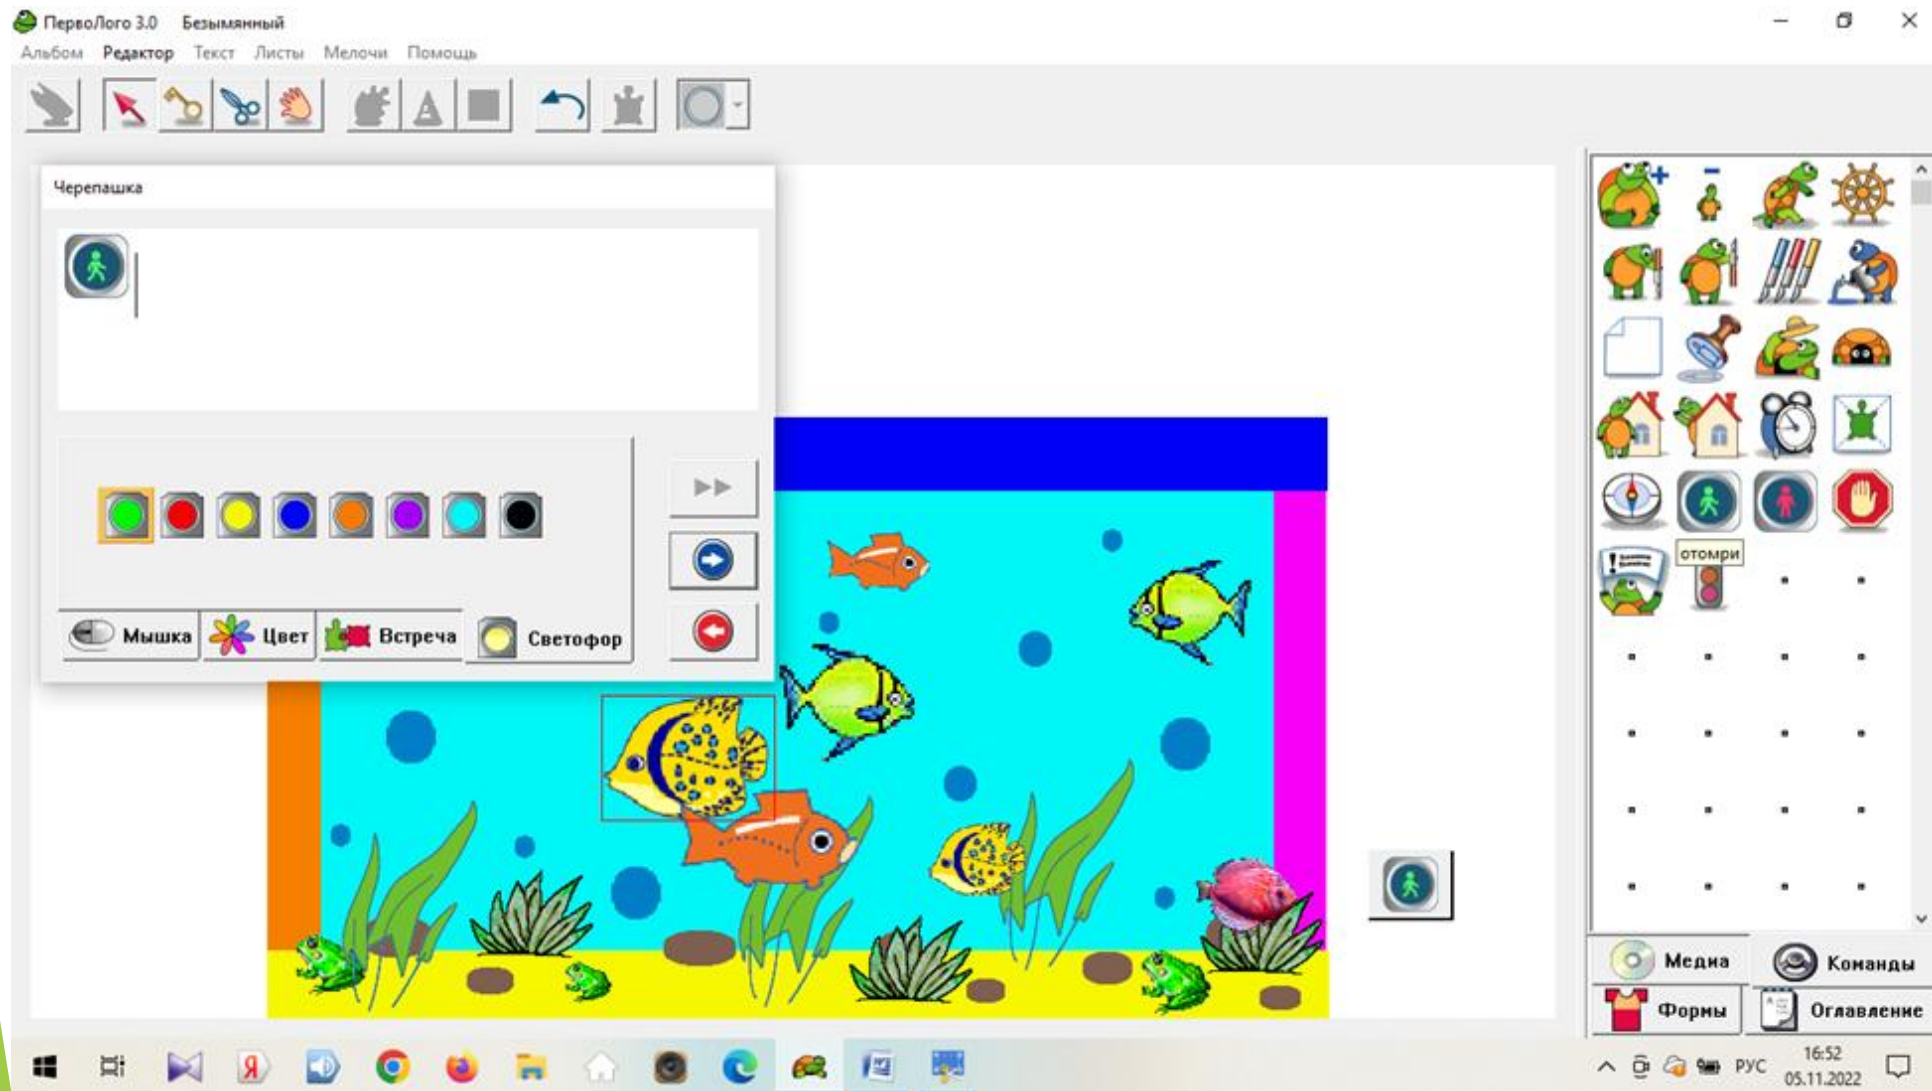 ПервоЛого 3.0 Безымянный
Альбом Редактор Текст Листы Мелочи Помощь
Черепашка
Мышка Цвет Встреча Светофор
отомри
Медиа Команды
Формы Оглавление
РУС 16:52
05.11.2022